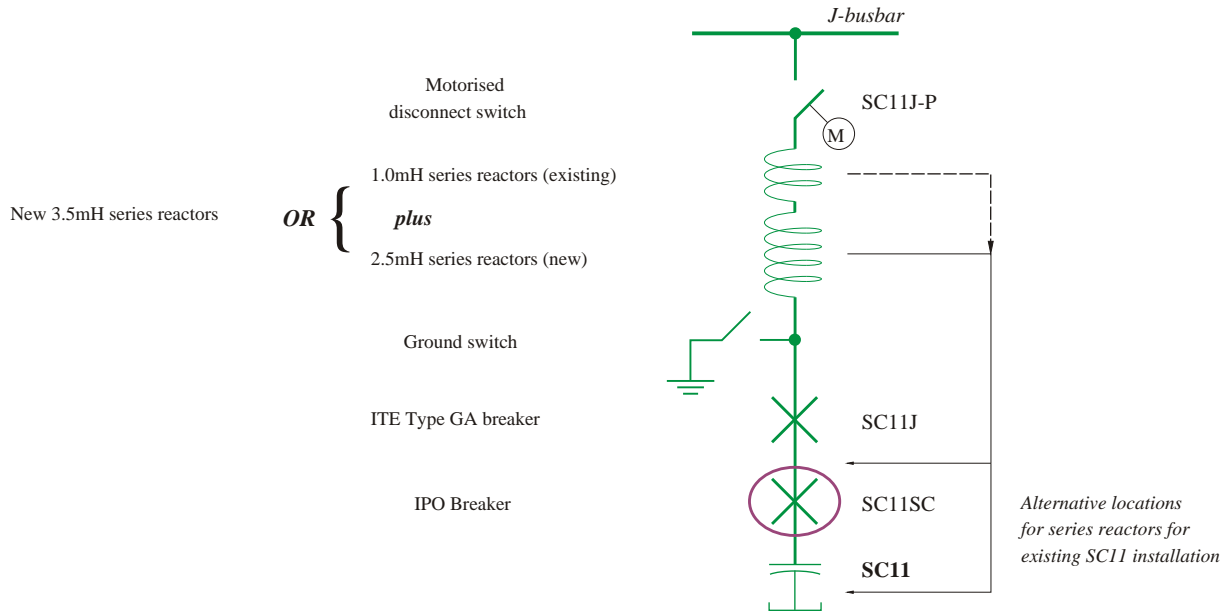 J-busbar
Motorised
disconnect switch
SC11J-P
M
1.0mH series reactors (existing)
New 3.5mH series reactors
OR {
plus
2.5mH series reactors (new)
Ground switch
ITE Type GA breaker
SC11J
IPO Breaker
SC11SC
Alternative locations
for series reactors for
existing SC11 installation
SC11